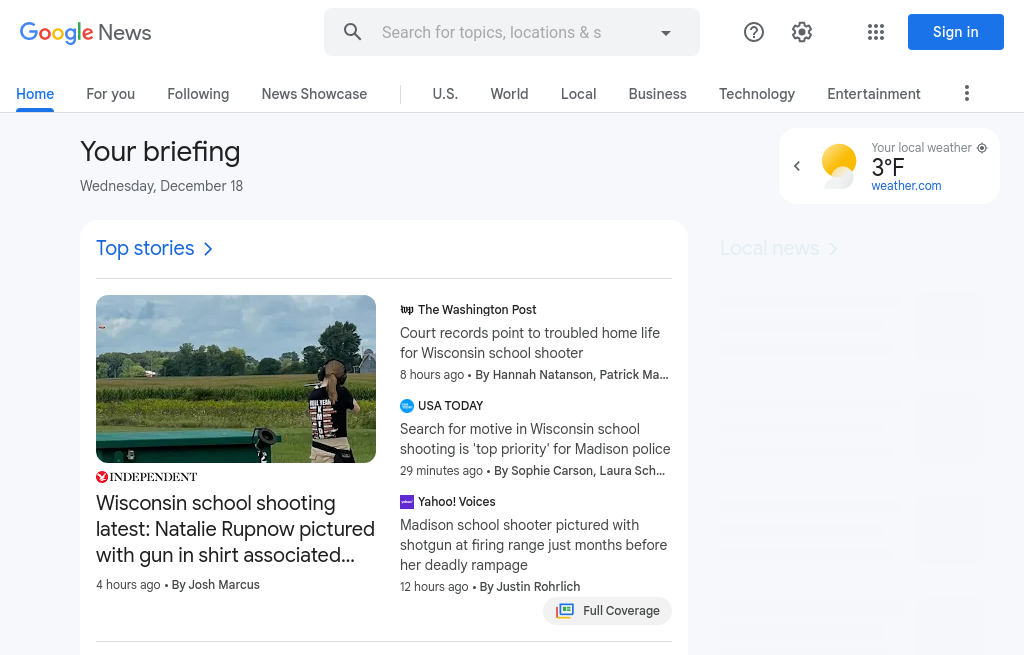 Google News
Search for topics, locations & s
Sign in
Home
For you
Following
News Showcase
U.S.
World
Local
Business
Technology
Entertainment
Your briefing
Wednesday, December 18
Your local weather
3°F
weather.com
Top stories
Local news
INDEPENDENT
Wisconsin school shooting
latest: Natalie Rupnow pictured
with gun in shirt associated...
4 hours ago • By Josh Marcus
wp The Washington Post
Court records point to troubled home life
for Wisconsin school shooter
8 hours ago • By Hannah Natanson, Patrick Ma...
USA TODAY
Search for motive in Wisconsin school
shooting is 'top priority' for Madison police
29 minutes ago • By Sophie Carson, Laura Sch...
Yahoo! Voices
Madison school shooter pictured with
shotgun at firing range just months before
her deadly rampage
12 hours ago • By Justin Rohrlich
Full Coverage